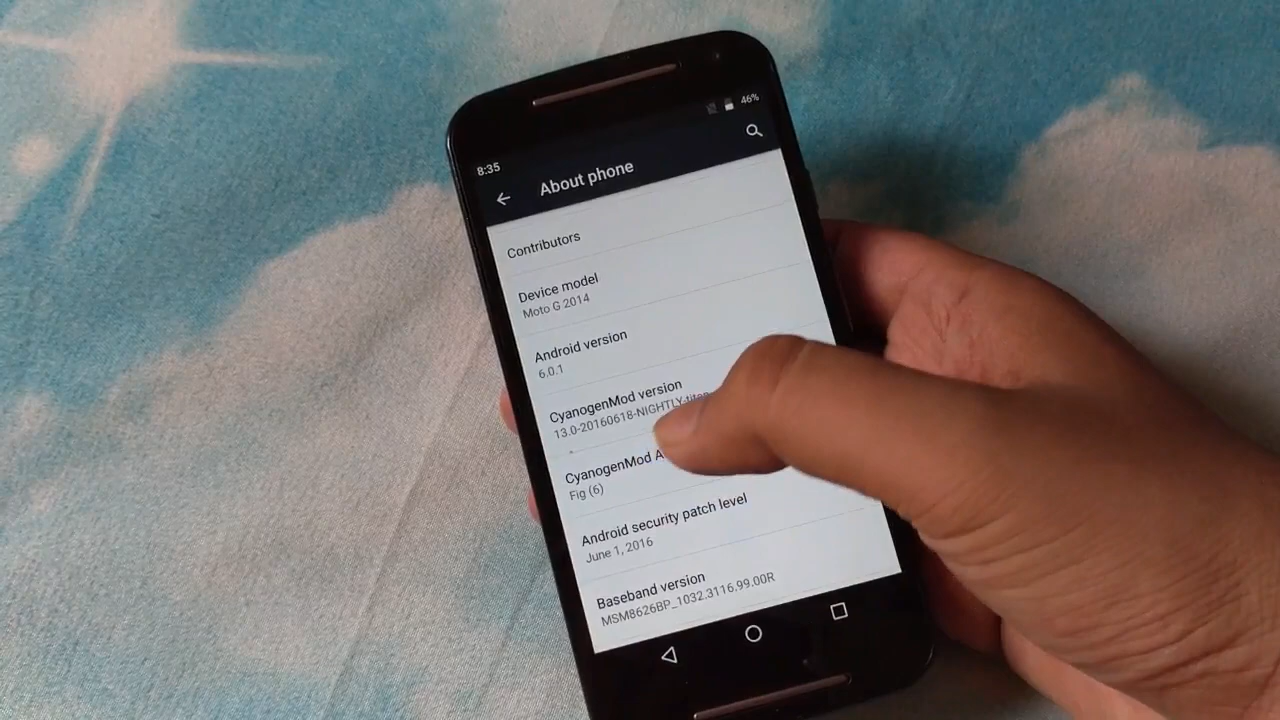 46%
8:35
About phone
Contributors
Device model
Moto G 2014
Android version
6.0.1
CyanogenMod version
13.0-20160618-NIGHTLY-titan
CyanogenMod
Fig (6)
Android security patch level
June 1, 2016
Baseband version
MSM8626BP_1032.3116.99.00R